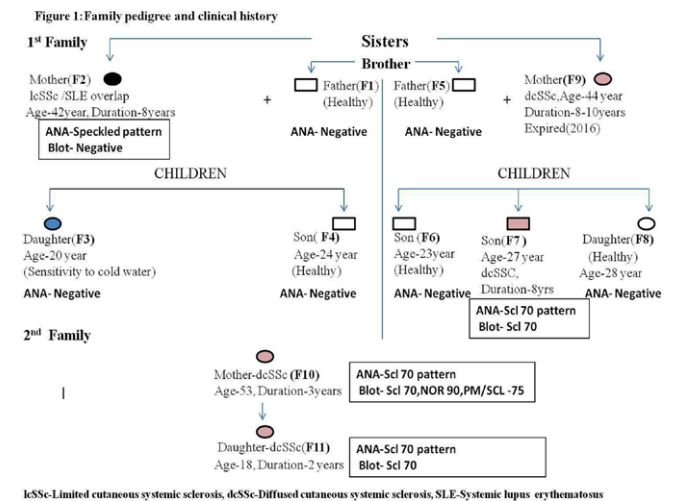 Figure 1:Family pedigree and clinical history
1st Family
Sisters
Brother
Mother(F2)
lcSSc /SLE overlap
Age-42year, Duration-8years
ANA-Speckled pattern
Blot- Negative
+
Father(F1)
(Healthy)
ANA- Negative
Father(F5)
(Healthy)
ANA- Negative
+
Mother(F9)
dcSSc,Age-44 year
Duration-8-10years
Expired(2016)
CHILDREN
CHILDREN
Daughter(F3)
Age-20 year
(Sensitivity to cold water)
ANA- Negative
Son( F4)
Age-24 year
(Healthy)
ANA- Negative
Son (F6)
Age-23year
(Healthy)
ANA- Negative
Son(F7)
Age-27 year
dcSSC,
Duration-8yrs
ANA-Scl 70 pattern
Blot- Scl 70
Daughter(F8)
(Healthy)
Age-28 year
ANA- Negative
2nd Family
Mother-dcSSc (F10)
Age-53, Duration-3years
ANA-Scl 70 pattern
Blot- Scl 70,NOR 90,PM/SCL -75
Daughter-dcSSc(F11)
Age-18, Duration-2 years
ANA-Scl 70 pattern
Blot- Scl 70
lcSSc-Limited cutaneous systemic sclerosis, dcSSc-Diffused cutaneous systemic sclerosis, SLE-Systemic lupus erythematosus